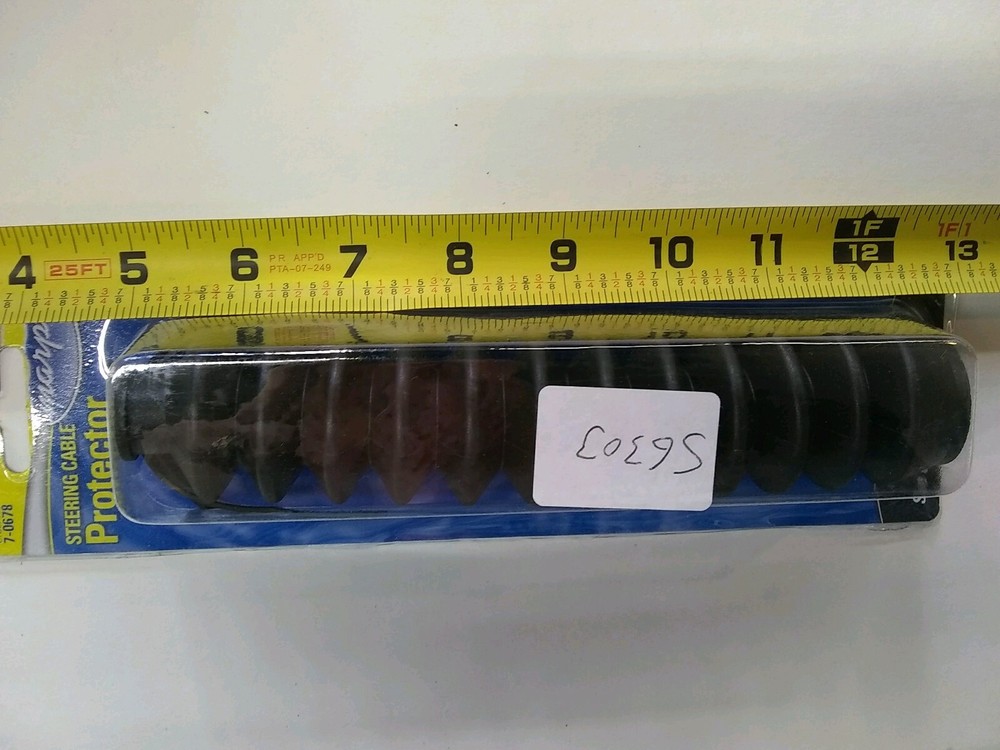 4 25FT 5 6 PR APP'D 7 8 9 10 11 1F 1F1
PTA-07-249 12 13
STEERING CABLE
Protector
7-0678
S6303